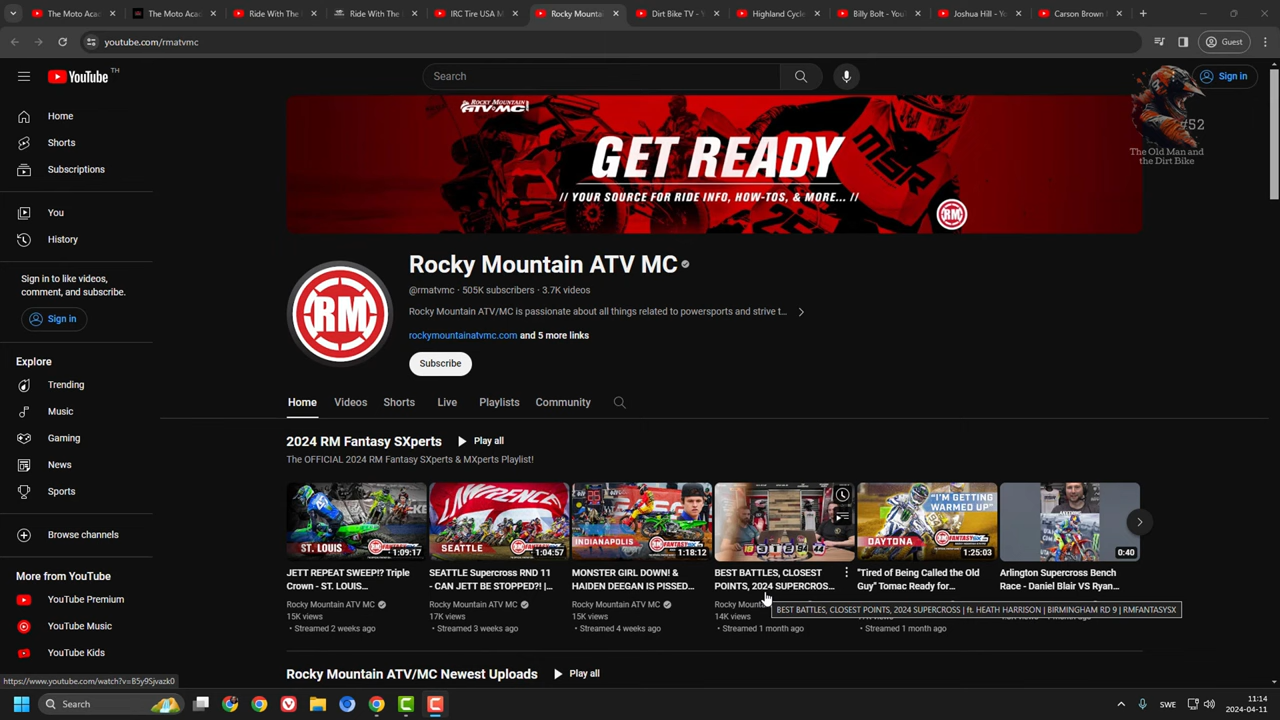 The Moto Aca
The Moto Acad
Ride With The
Ride With The
IRC Tire USA M
Rocky Mounta
Dirt Bike TV - Y
Highland Cycle
Billy Bolt - You
Joshua Hill - Yo
Carson Brown
youtube.com/rmatvmc
Guest
YouTube TH
Search
Sign in
#52
The Old Man and
the Dirt Bike
Home
Shorts
Subscriptions
You
History
Sign in to like videos,
comment, and subscribe.
Sign in
Explore
Trending
Music
Gaming
News
Sports
Browse channels
More from YouTube
YouTube Premium
YouTube Music
YouTube Kids
ROCKY MOUNTAIN
ATV MC
GET READY
// YOUR SOURCE FOR RIDE INFO, HOW-TOS, & MORE... //
RM
MSR
RM
Rocky Mountain ATV MC
@rmatvmc · 505K subscribers · 3.7K videos
Rocky Mountain ATV/MC is passionate about all things related to powersports and strive t...
rockymountainatvmc.com and 5 more links
Subscribe
Home Videos Shorts Live Playlists Community
2024 RM Fantasy SXperts Play all
The OFFICIAL 2024 RM Fantasy SXperts & MXperts Playlist!
ST. LOUIS
1:09:17
JETT REPEAT SWEEP!? Triple
Crown - ST. LOUIS...
Rocky Mountain ATV MC
15K views
Streamed 2 weeks ago
LAWRENCE
SEATTLE
1:04:57
SEATTLE Supercross RND 11
- CAN JETT BE STOPPED?! |...
Rocky Mountain ATV MC
17K views
Streamed 3 weeks ago
INDIANAPOLIS
1:18:12
MONSTER GIRL DOWN! &
HAIDEN DEEGAN IS PISSED...
Rocky Mountain ATV MC
15K views
Streamed 4 weeks ago
BEST BATTLES, CLOSEST
POINTS, 2024 SUPERCROS...
Rocky Mount
14K views
Streamed 1 month ago
BEST BATTLES, CLOSEST POINTS, 2024 SUPERCROSS | ft. HEATH HARRISON | BIRMINGHAM RD 9 | RMFANTASYSX
"I'M GETTING
WARMED UP"
DAYTONA
1:25:03
"Tired of Being Called the Old
Guy" Tomac Ready for...
Streamed 1 month ago
0:40
Arlington Supercross Bench
Race - Daniel Blair VS Ryan...
Rocky Mountain ATV/MC Newest Uploads Play all
https://www.youtube.com/watch?v=B5y9Sjvazk0
Search
SWE
11:14
2024-04-11